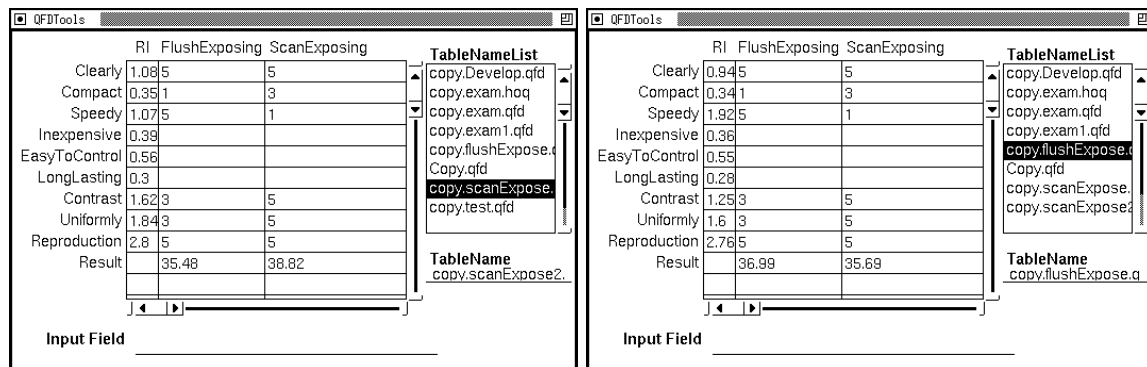 QFDTools
RI FlushExposing ScanExposing
Clearly 1.08 5 5
Compact 0.35 1 3
Speedy 1.07 5 1
Inexpensive 0.39
EasyToControl 0.56
LongLasting 0.3
Contrast 1.62 3 5
Uniformly 1.84 3 5
Reproduction 2.8 5 5
Result 35.48 38.82
TableNameList
copy.Develop.qfd
copy.exam.hoq
copy.exam.qfd
copy.exam1.qfd
copy.flushExpose.q
Copy.qfd
copy.scanExpose.
copy.test.qfd
TableName
copy.scanExpose2.
Input Field
QFDTools
RI FlushExposing ScanExposing
Clearly 0.94 5 5
Compact 0.34 1 3
Speedy 1.92 5 1
Inexpensive 0.36
EasyToControl 0.55
LongLasting 0.28
Contrast 1.25 3 5
Uniformly 1.6 3 5
Reproduction 2.76 5 5
Result 36.99 35.69
TableNameList
copy.Develop.qfd
copy.exam.hoq
copy.exam.qfd
copy.exam1.qfd
copy.flushExpose.q
Copy.qfd
copy.scanExpose.
copy.scanExpose2
TableName
copy.flushExpose.q
Input Field